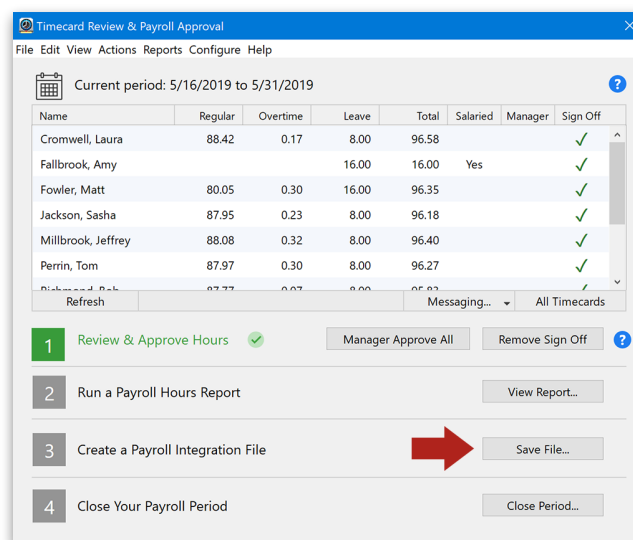 Timecard Review & Payroll Approval
File Edit View Actions Reports Configure Help
Current period: 5/16/2019 to 5/31/2019 ?
Name Regular Overtime Leave Total Salaried Manager Sign Off
Cromwell, Laura 88.42 0.17 8.00 96.58
Fallbrook, Amy 16.00 16.00 Yes
Fowler, Matt 80.05 0.30 16.00 96.35
Jackson, Sasha 87.95 0.23 8.00 96.18
Millbrook, Jeffrey 88.08 0.32 8.00 96.40
Perrin, Tom 87.97 0.30 8.00 96.27
Refresh Messaging... All Timecards
1 Review & Approve Hours Manager Approve All Remove Sign Off ?
2 Run a Payroll Hours Report View Report...
3 Create a Payroll Integration File Save File...
4 Close Your Payroll Period Close Period...